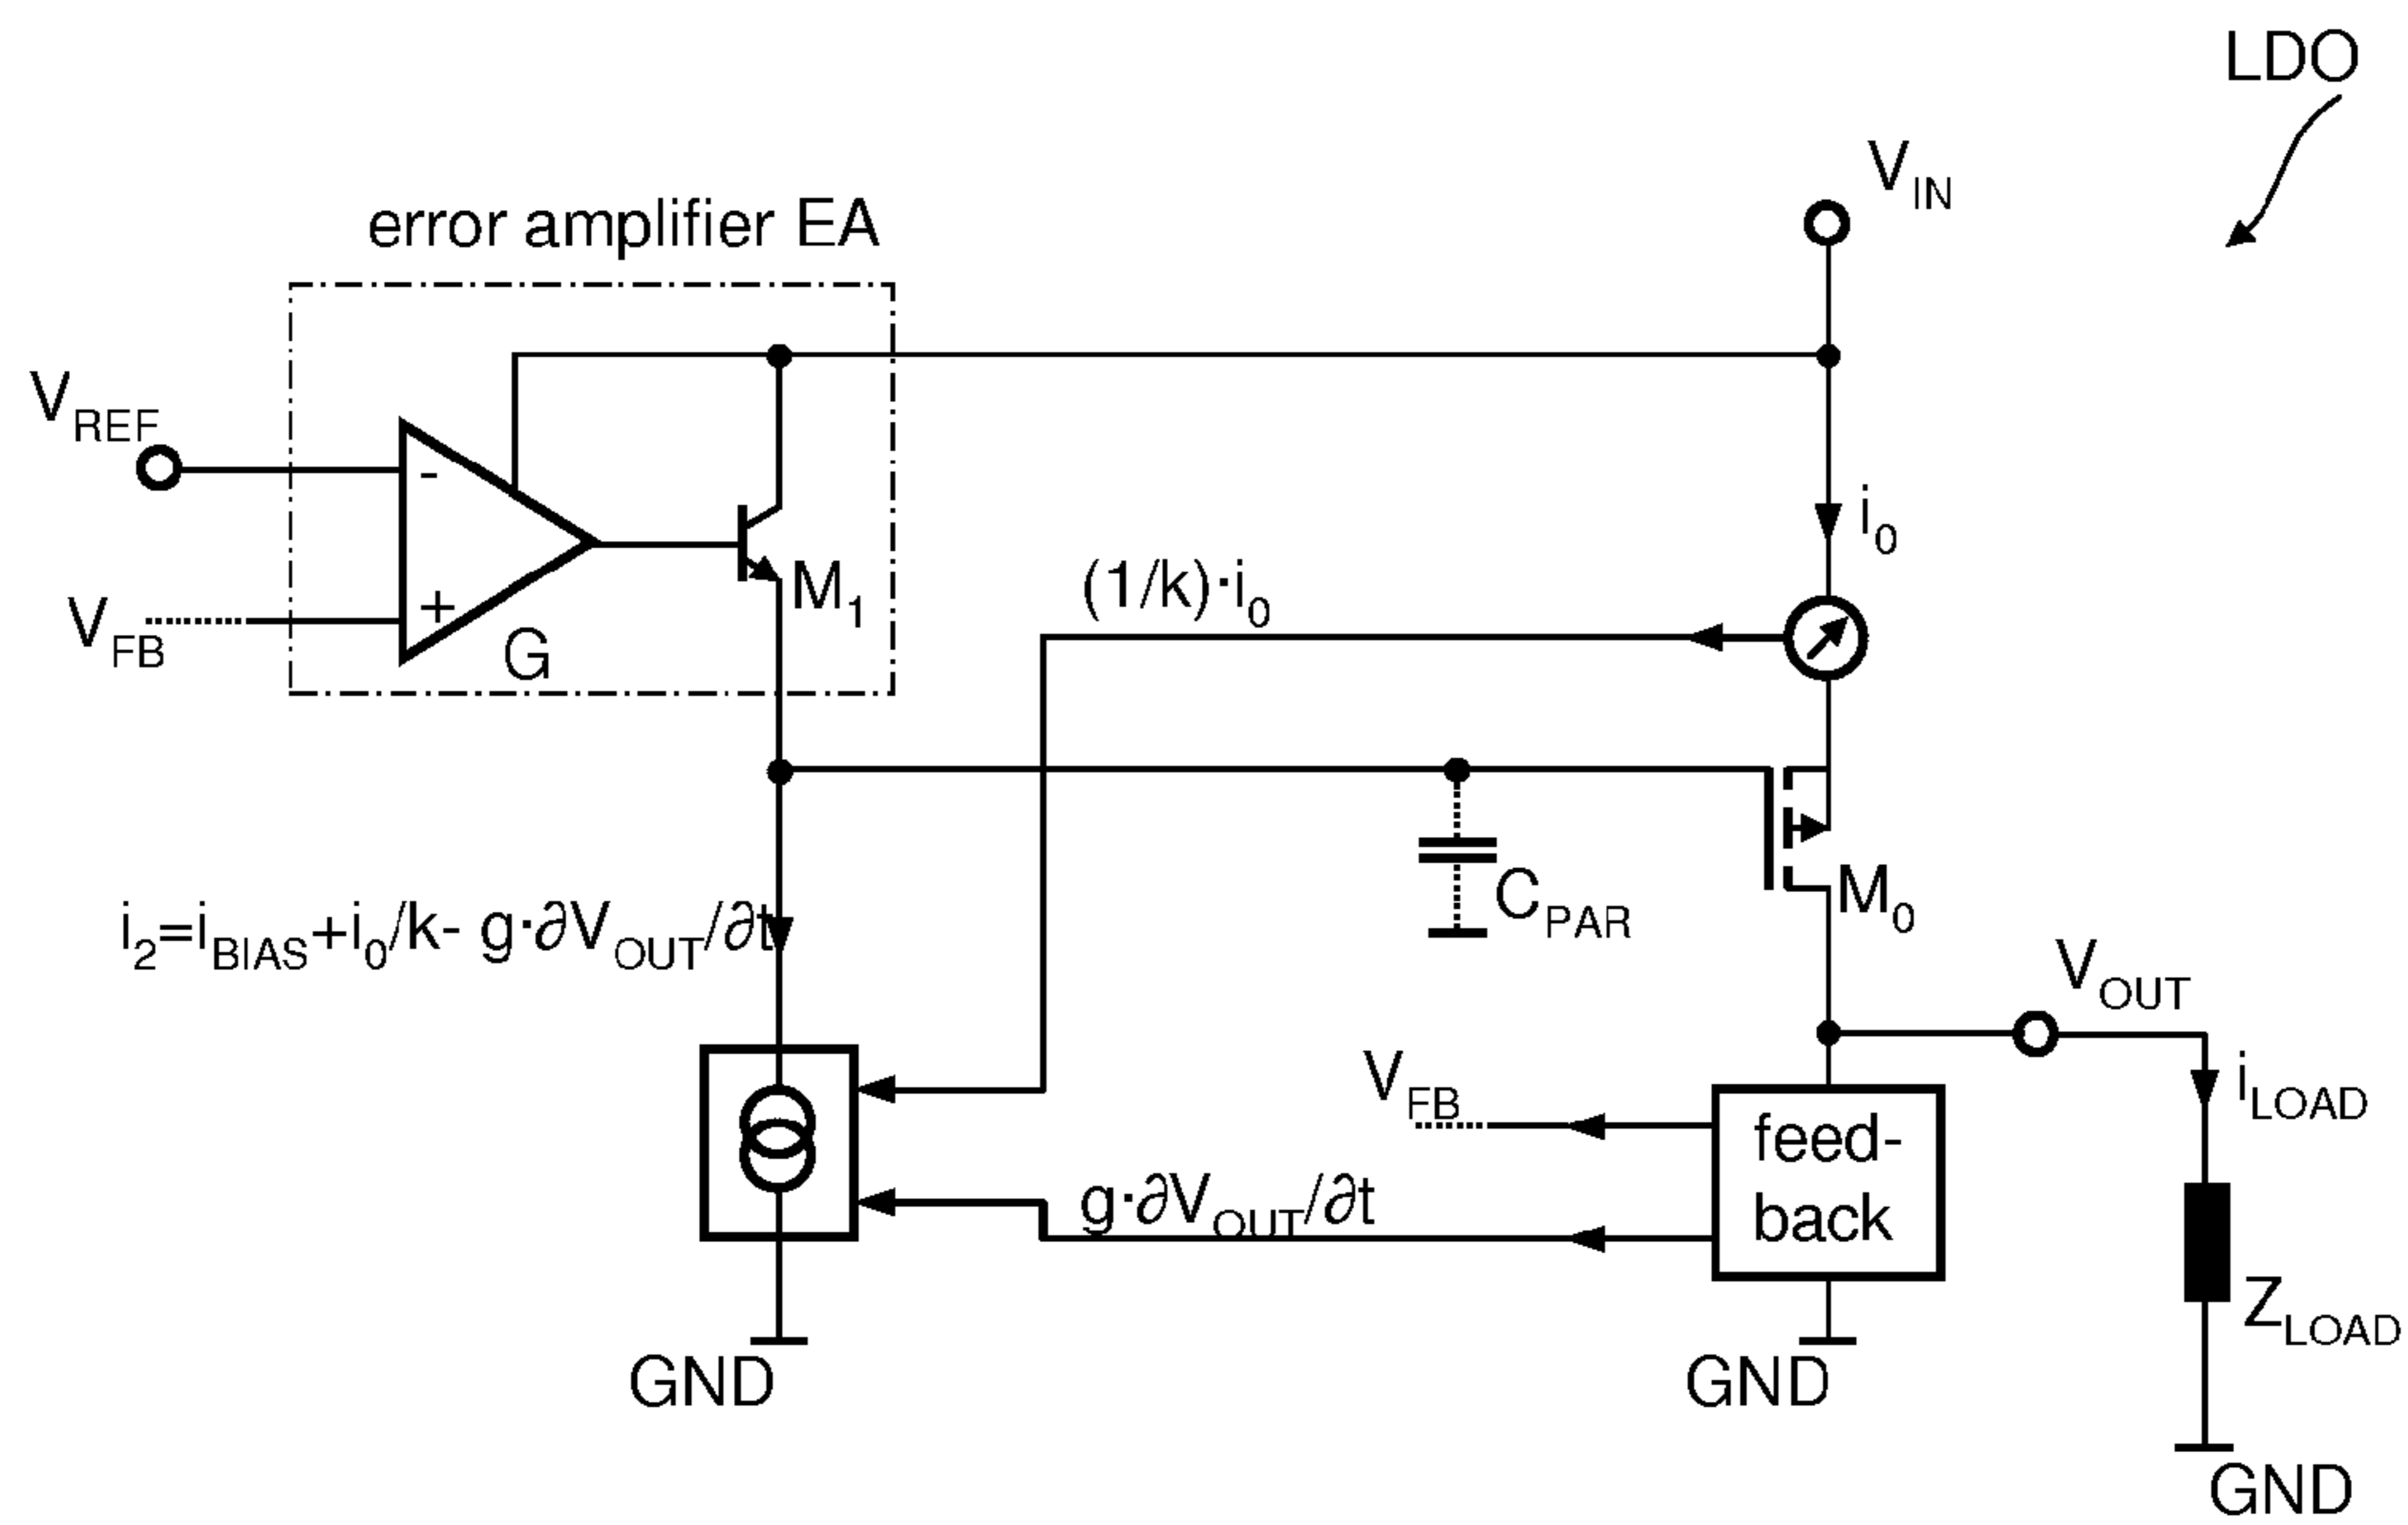 LDO
V_IN
error amplifier EA
V_REF
-
i_0
(1/k)·i_0
M_1
+
V_FB
G
M_0
C_PAR
i_2=i_BIAS+i_0/k- g·∂V_OUT/∂t
V_OUT
V_FB
i_LOAD
feed-
back
g·∂V_OUT/∂t
Z_LOAD
GND
GND
GND